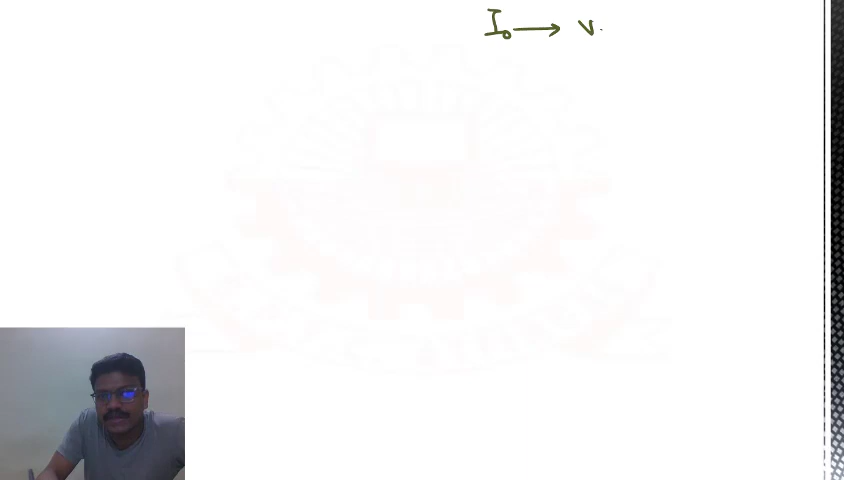 I₀ → v.